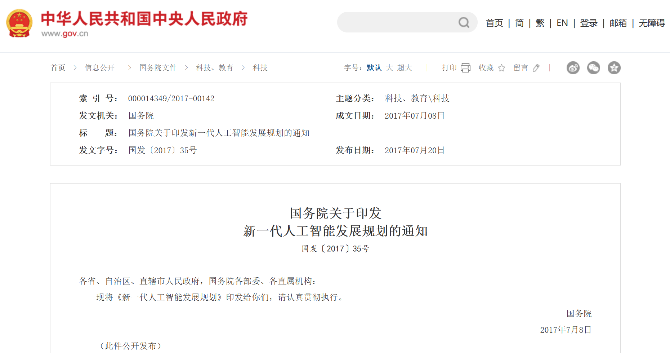 中华人民共和国中央人民政府
www.gov.cn
首页 | 简 | 繁 | EN | 登录 | 邮箱 | 无障碍
首页 > 信息公开 > 国务院文件 > 科技、教育 > 科技
字号：默认 大 超大 | 打印 收藏 留言 |
索 引 号： 000014349/2017-00142 主题分类： 科技、教育\科技
发文机关： 国务院 成文日期： 2017年07月08日
标 题： 国务院关于印发新一代人工智能发展规划的通知
发文字号： 国发〔2017〕35号 发布日期： 2017年07月20日
国务院关于印发
新一代人工智能发展规划的通知
国发〔2017〕35号
各省、自治区、直辖市人民政府，国务院各部委、各直属机构：
现将《新一代人工智能发展规划》印发给你们，请认真贯彻执行。
国务院
2017年7月8日
（此件公开发布）